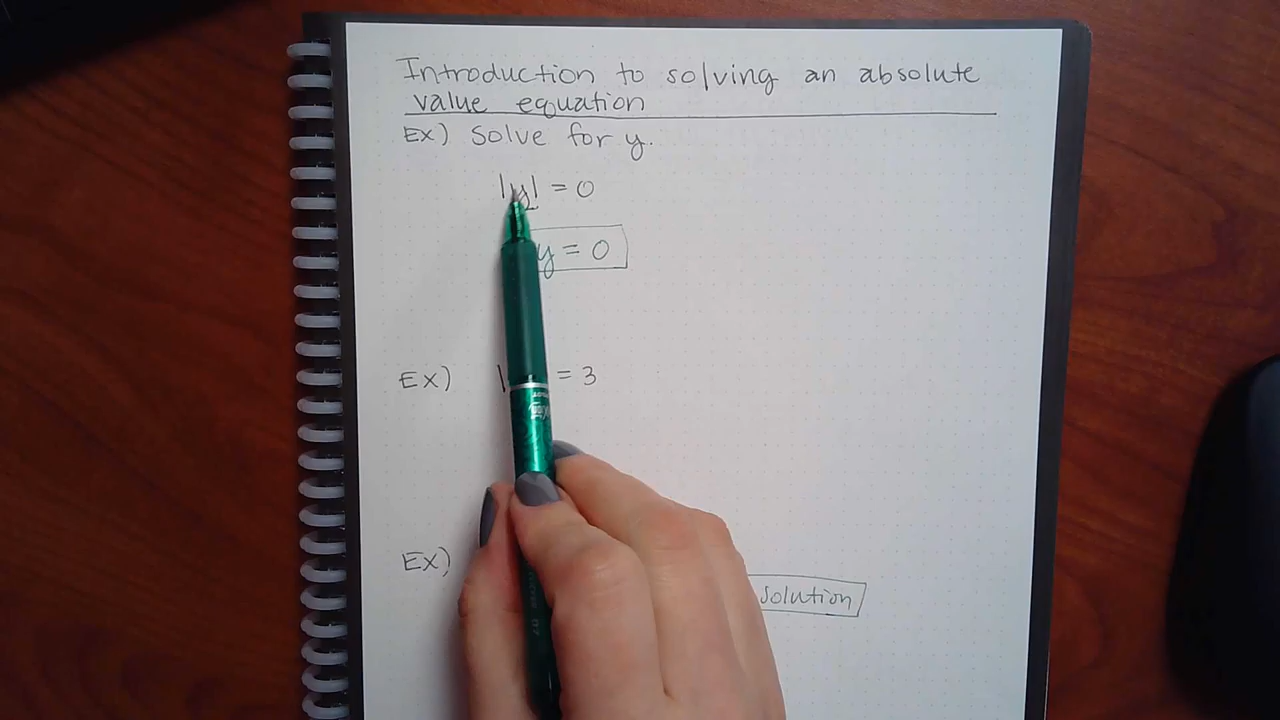 Introduction to solving an absolute
value equation
Ex) Solve for y.
|y| = 0
y = 0
Ex) | = 3
Ex)
solution